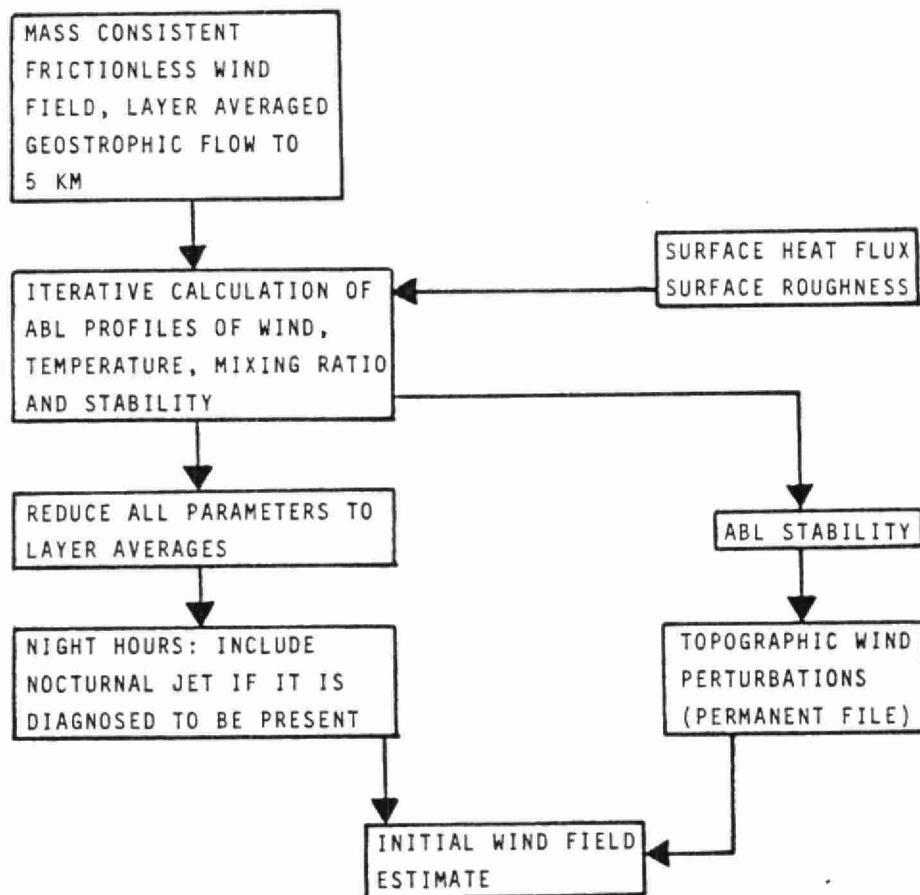 MASS CONSISTENT
FRICTIONLESS WIND
FIELD, LAYER AVERAGED
GEOSTROPHIC FLOW TO
5 KM
SURFACE HEAT FLUX
SURFACE ROUGHNESS
ITERATIVE CALCULATION OF
ABL PROFILES OF WIND,
TEMPERATURE, MIXING RATIO
AND STABILITY
REDUCE ALL PARAMETERS TO
LAYER AVERAGES
ABL STABILITY
NIGHT HOURS: INCLUDE
NOCTURNAL JET IF IT IS
DIAGNOSED TO BE PRESENT
TOPOGRAPHIC WIND
PERTURBATIONS
(PERMANENT FILE)
INITIAL WIND FIELD
ESTIMATE